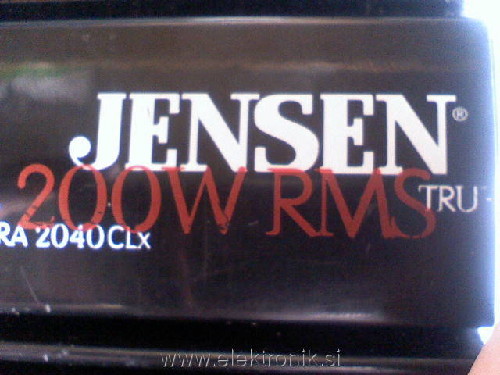 JENSEN®
200W RMS
TRU
RA 2040CLx
www.elektronik.si